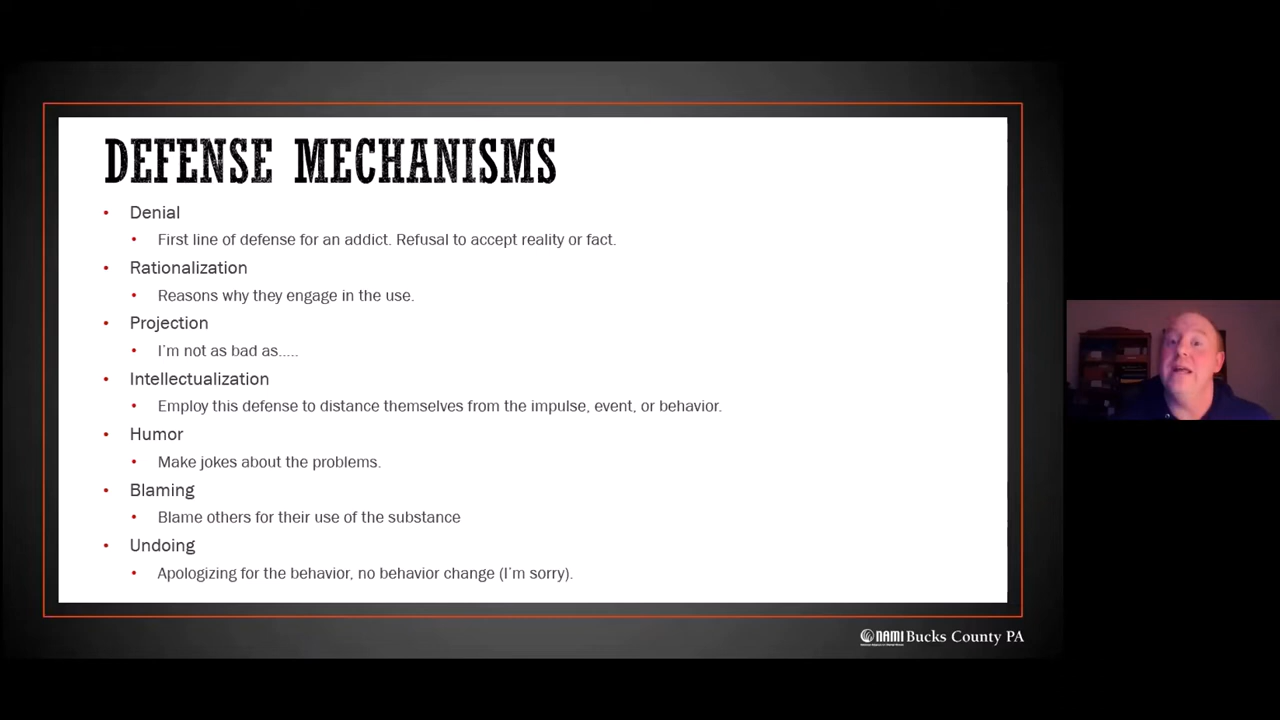 DEFENSE MECHANISMS
• Denial
• First line of defense for an addict. Refusal to accept reality or fact.
• Rationalization
• Reasons why they engage in the use.
• Projection
• I'm not as bad as.....
• Intellectualization
• Employ this defense to distance themselves from the impulse, event, or behavior.
• Humor
• Make jokes about the problems.
• Blaming
• Blame others for their use of the substance
• Undoing
• Apologizing for the behavior, no behavior change (I'm sorry).
NAMI Bucks County PA